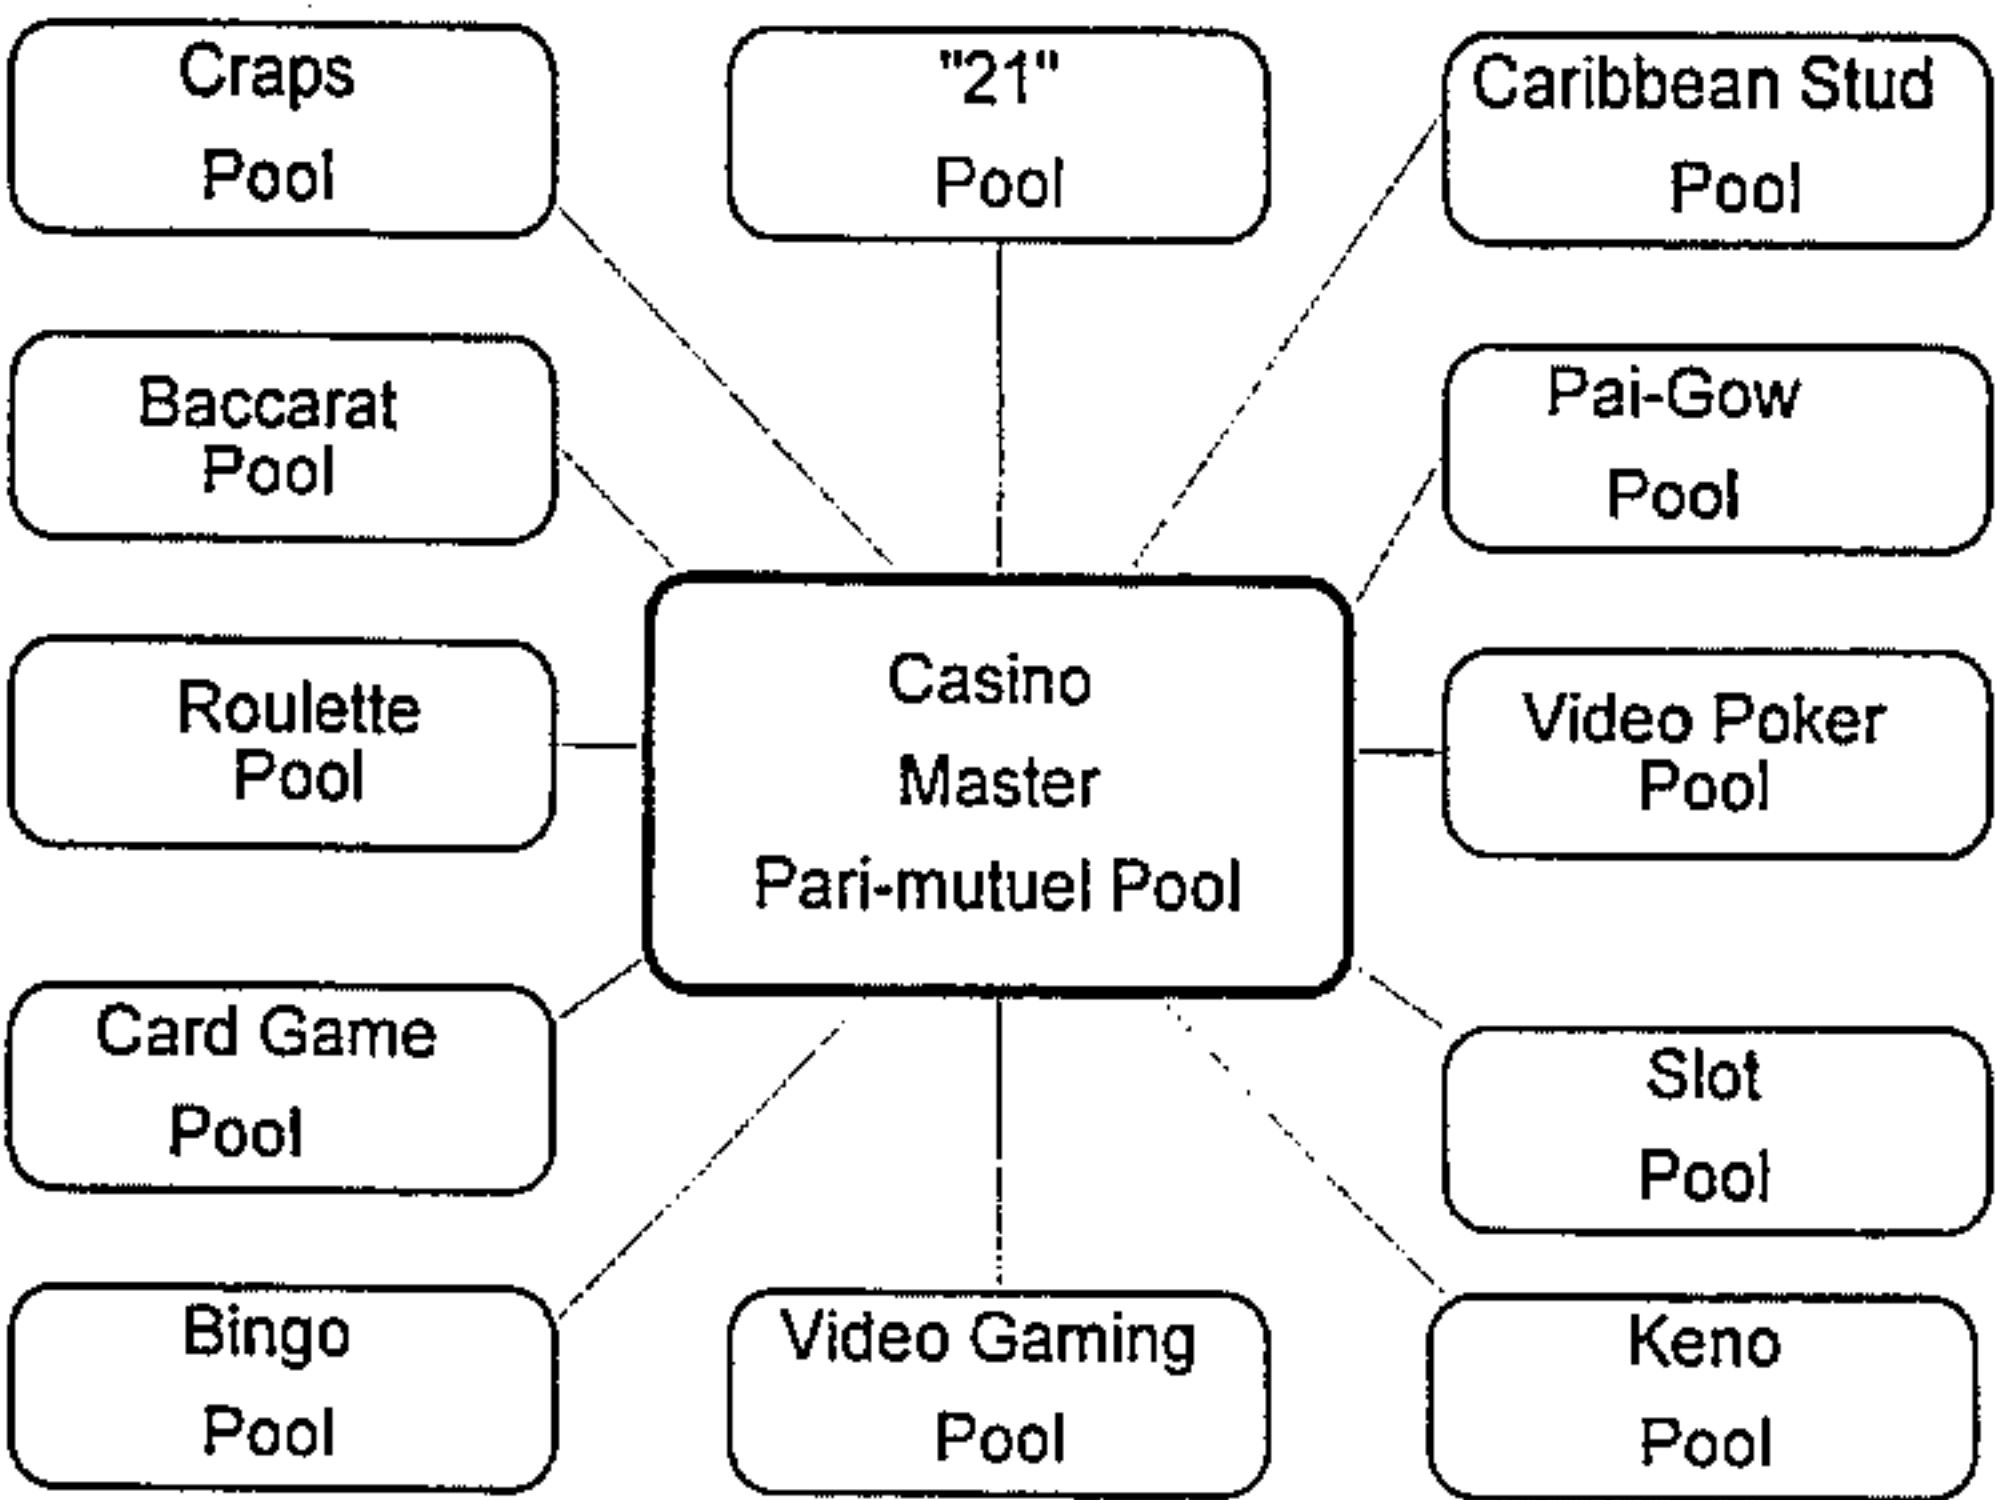 Craps
Pool
"21"
Pool
Caribbean Stud
Pool
Baccarat
Pool
Pai-Gow
Pool
Roulette
Pool
Casino
Master
Pari-mutuel Pool
Video Poker
Pool
Card Game
Pool
Slot
Pool
Bingo
Pool
Video Gaming
Pool
Keno
Pool